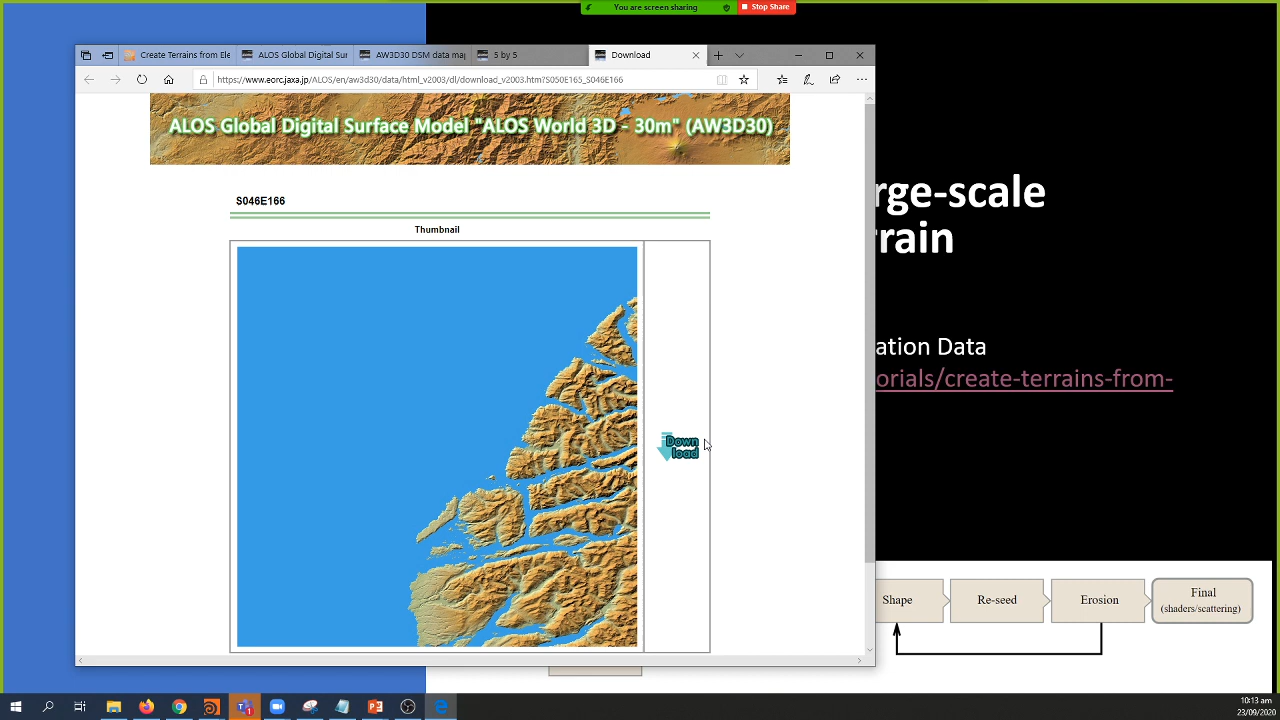 You are screen sharing
Stop Share
Create Terrains from Ele
ALOS Global Digital Sur
AW3D30 DSM data ma
5 by 5
Download
https://www.eorc.jaxa.jp/ALOS/en/aw3d30/data/html_v2003/dl/download_v2003.htm?S050E165_S046E166
ALOS Global Digital Surface Model "ALOS World 3D - 30m" (AW3D30)
S046E166
Thumbnail
Down
load
rge-scale
rrain
ation Data
orials/create-terrains-from-
Shape
Re-seed
Erosion
Final
(shaders/scattering)
10:13 am
23/09/2020